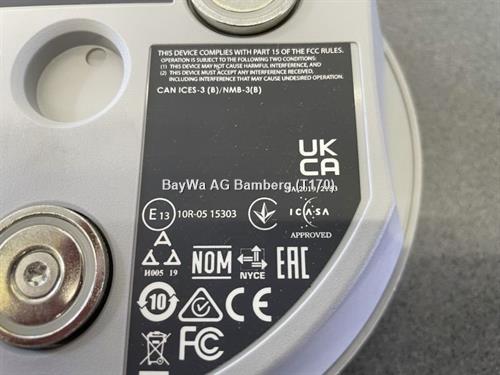 THIS DEVICE COMPLIES WITH PART 15 OF THE FCC RULES.
OPERATION IS SUBJECT TO THE FOLLOWING TWO CONDITIONS:
(1) THIS DEVICE MAY NOT CAUSE HARMFUL INTERFERENCE, AND
(2) THIS DEVICE MUST ACCEPT ANY INTERFERENCE,
INCLUDING INTERFERENCE THAT MAY CAUSE UNDESIRED OPERATION.
CAN ICES-3 (B)/NMB-3(B)
UK
CA
BayWa AG Bamberg (T170)
E13 10R-05 15303
ICASA
APPROVED
A
H005 19
NOM
NYCE
EAC
10
CE
FC